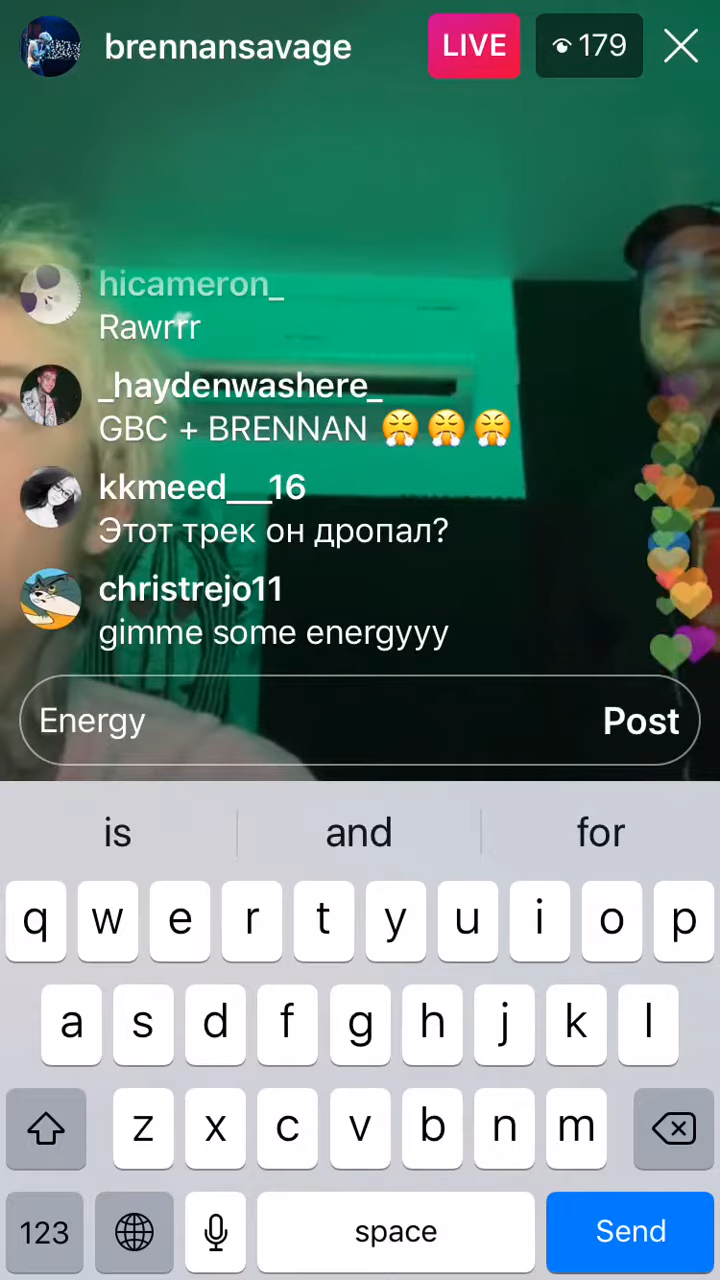 brennansavage LIVE 179
hicameron_
Rawrrr
_haydenwashere_
GBC + BRENNAN 😤 😤 😤
kkmeed___16
Этот трек он дропал?
christrejo11
gimme some energyyy
Energy Post
is and for
q w e r t y u i o p
a s d f g h j k l
z x c v b n m
123 space Send